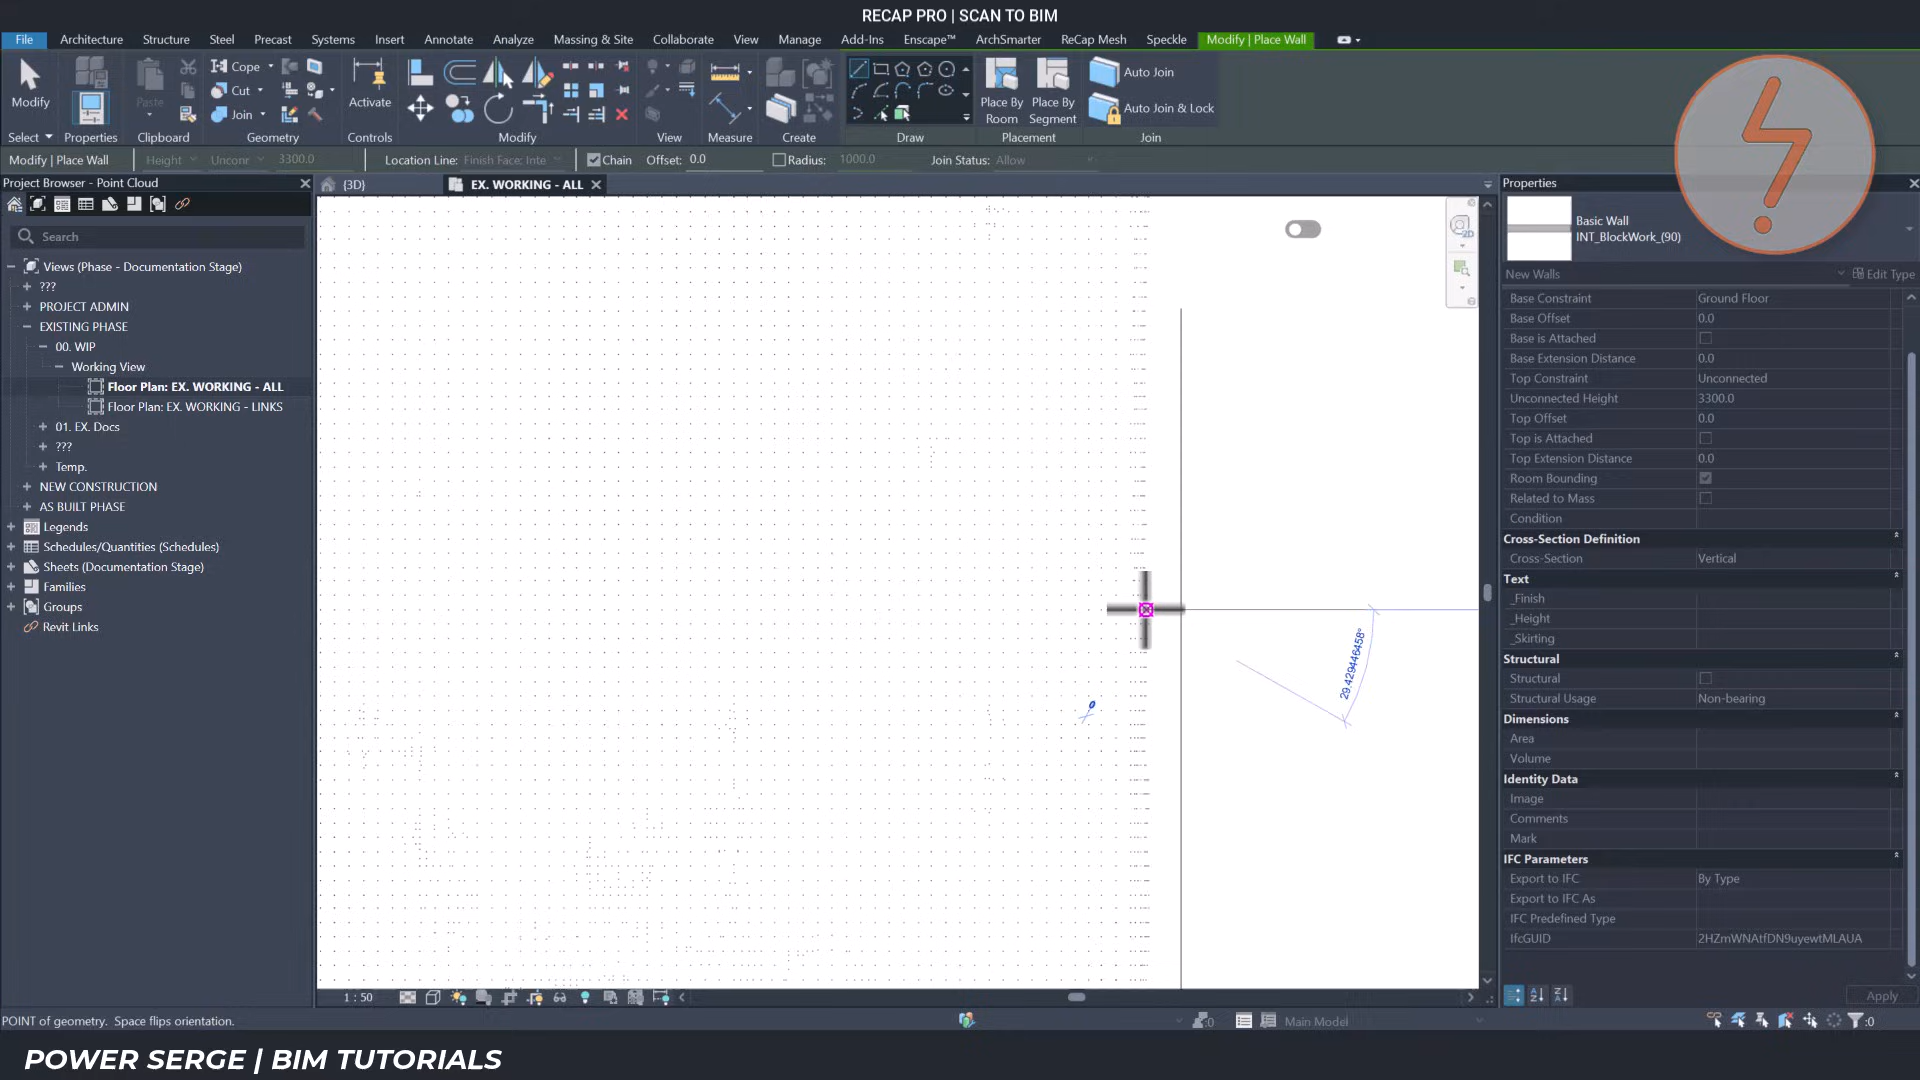 RECAP PRO | SCAN TO BIM
File Architecture Structure Steel Precast Systems Insert Annotate Analyze Massing & Site Collaborate View Manage Add-Ins Enscape™ ArchSmarter ReCap Mesh Speckle Modify | Place Wall
Modify Paste Cope Cut Join Activate Place By Room Place By Segment Auto Join Auto Join & Lock
Select Properties Clipboard Geometry Controls Modify View Measure Create Draw Placement Join
Modify | Place Wall Height Unconr 3300.0 Location Line: Finish Face: Inte Chain Offset: 0.0 Radius: 1000.0 Join Status: Allow
Project Browser - Point Cloud
{3D}
EX. WORKING - ALL
Search
Views (Phase - Documentation Stage)
???
PROJECT ADMIN
EXISTING PHASE
00. WIP
Working View
Floor Plan: EX. WORKING - ALL
Floor Plan: EX. WORKING - LINKS
01. EX. Docs
???
Temp.
NEW CONSTRUCTION
AS BUILT PHASE
Legends
Schedules/Quantities (Schedules)
Sheets (Documentation Stage)
Families
Groups
Revit Links
2D
0
29.429446458°
Properties
Basic Wall
INT_BlockWork_(90)
New Walls Edit Type
Base Constraint Ground Floor
Base Offset 0.0
Base is Attached
Base Extension Distance 0.0
Top Constraint Unconnected
Unconnected Height 3300.0
Top Offset 0.0
Top is Attached
Top Extension Distance 0.0
Room Bounding
Related to Mass
Condition
Cross-Section Definition
Cross-Section Vertical
Text
_Finish
_Height
_Skirting
Structural
Structural
Structural Usage Non-bearing
Dimensions
Area
Volume
Identity Data
Image
Comments
Mark
IFC Parameters
Export to IFC By Type
Export to IFC As
IFC Predefined Type
IfcGUID 2HZmWNAtfDN9uyewtMLAUA
Apply
1 : 50
POINT of geometry. Space flips orientation.
:0
Main Model
:0
POWER SERGE | BIM TUTORIALS